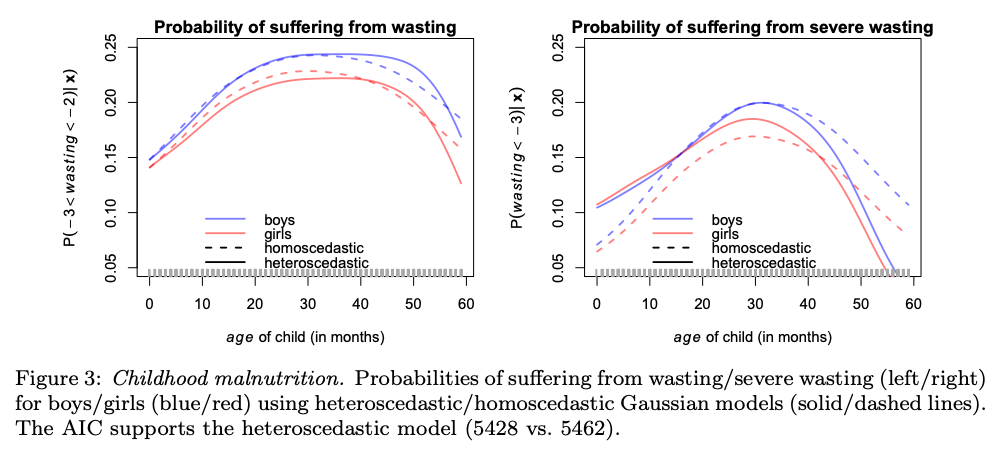 Probability of suffering from wasting
P(−3 < wasting < −2)| x)
0.25
0.20
0.15
0.10
0.05
boys
girls
homoscedastic
heteroscedastic
0 10 20 30 40 50 60
age of child (in months)
Probability of suffering from severe wasting
P(wasting < −3)| x)
0.25
0.20
0.15
0.10
0.05
boys
girls
homoscedastic
heteroscedastic
0 10 20 30 40 50 60
age of child (in months)
Figure 3: Childhood malnutrition. Probabilities of suffering from wasting/severe wasting (left/right)
for boys/girls (blue/red) using heteroscedastic/homoscedastic Gaussian models (solid/dashed lines).
The AIC supports the heteroscedastic model (5428 vs. 5462).